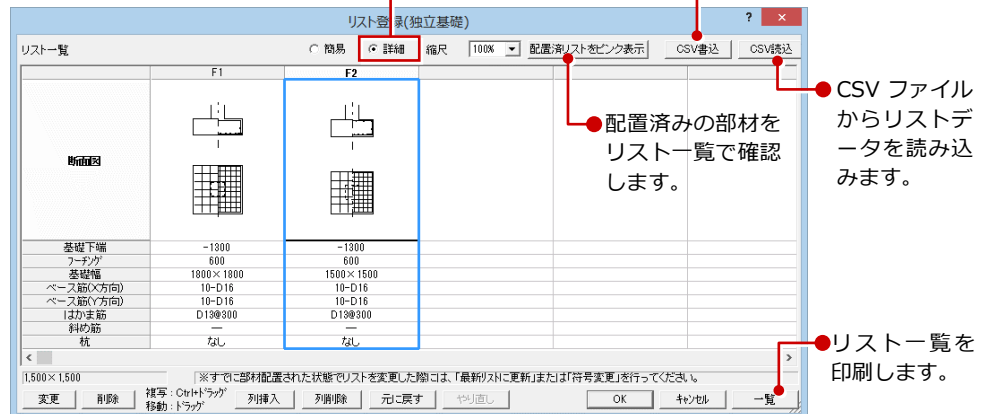 リスト登録(独立基礎)
? ×
リスト一覧 簡易 詳細 縮尺 100% 配置済リストをピンク表示 CSV書込 CSV読込
F1 F2
断面図
基礎下端 -1300 -1300
フーチング 600 600
基礎幅 1800×1800 1500×1500
ベース筋(X方向) 10-D16 10-D16
ベース筋(Y方向) 10-D16 10-D16
はかま筋 D13@300 D13@300
斜め筋 — —
杭 なし なし
1,500×1,500 ※すでに部材配置された状態でリストを変更した際には、「最新リストに更新」または「符号変更」を行ってください。
変更 削除 複写:Ctrl+ドラッグ 列挿入 列削除 元に戻す やり直し OK キャンセル 一覧
移動:ドラッグ
配置済みの部材を
リスト一覧で確認
します。
CSV ファイル
からリストデ
ータを読み込
みます。
リスト一覧を
印刷します。